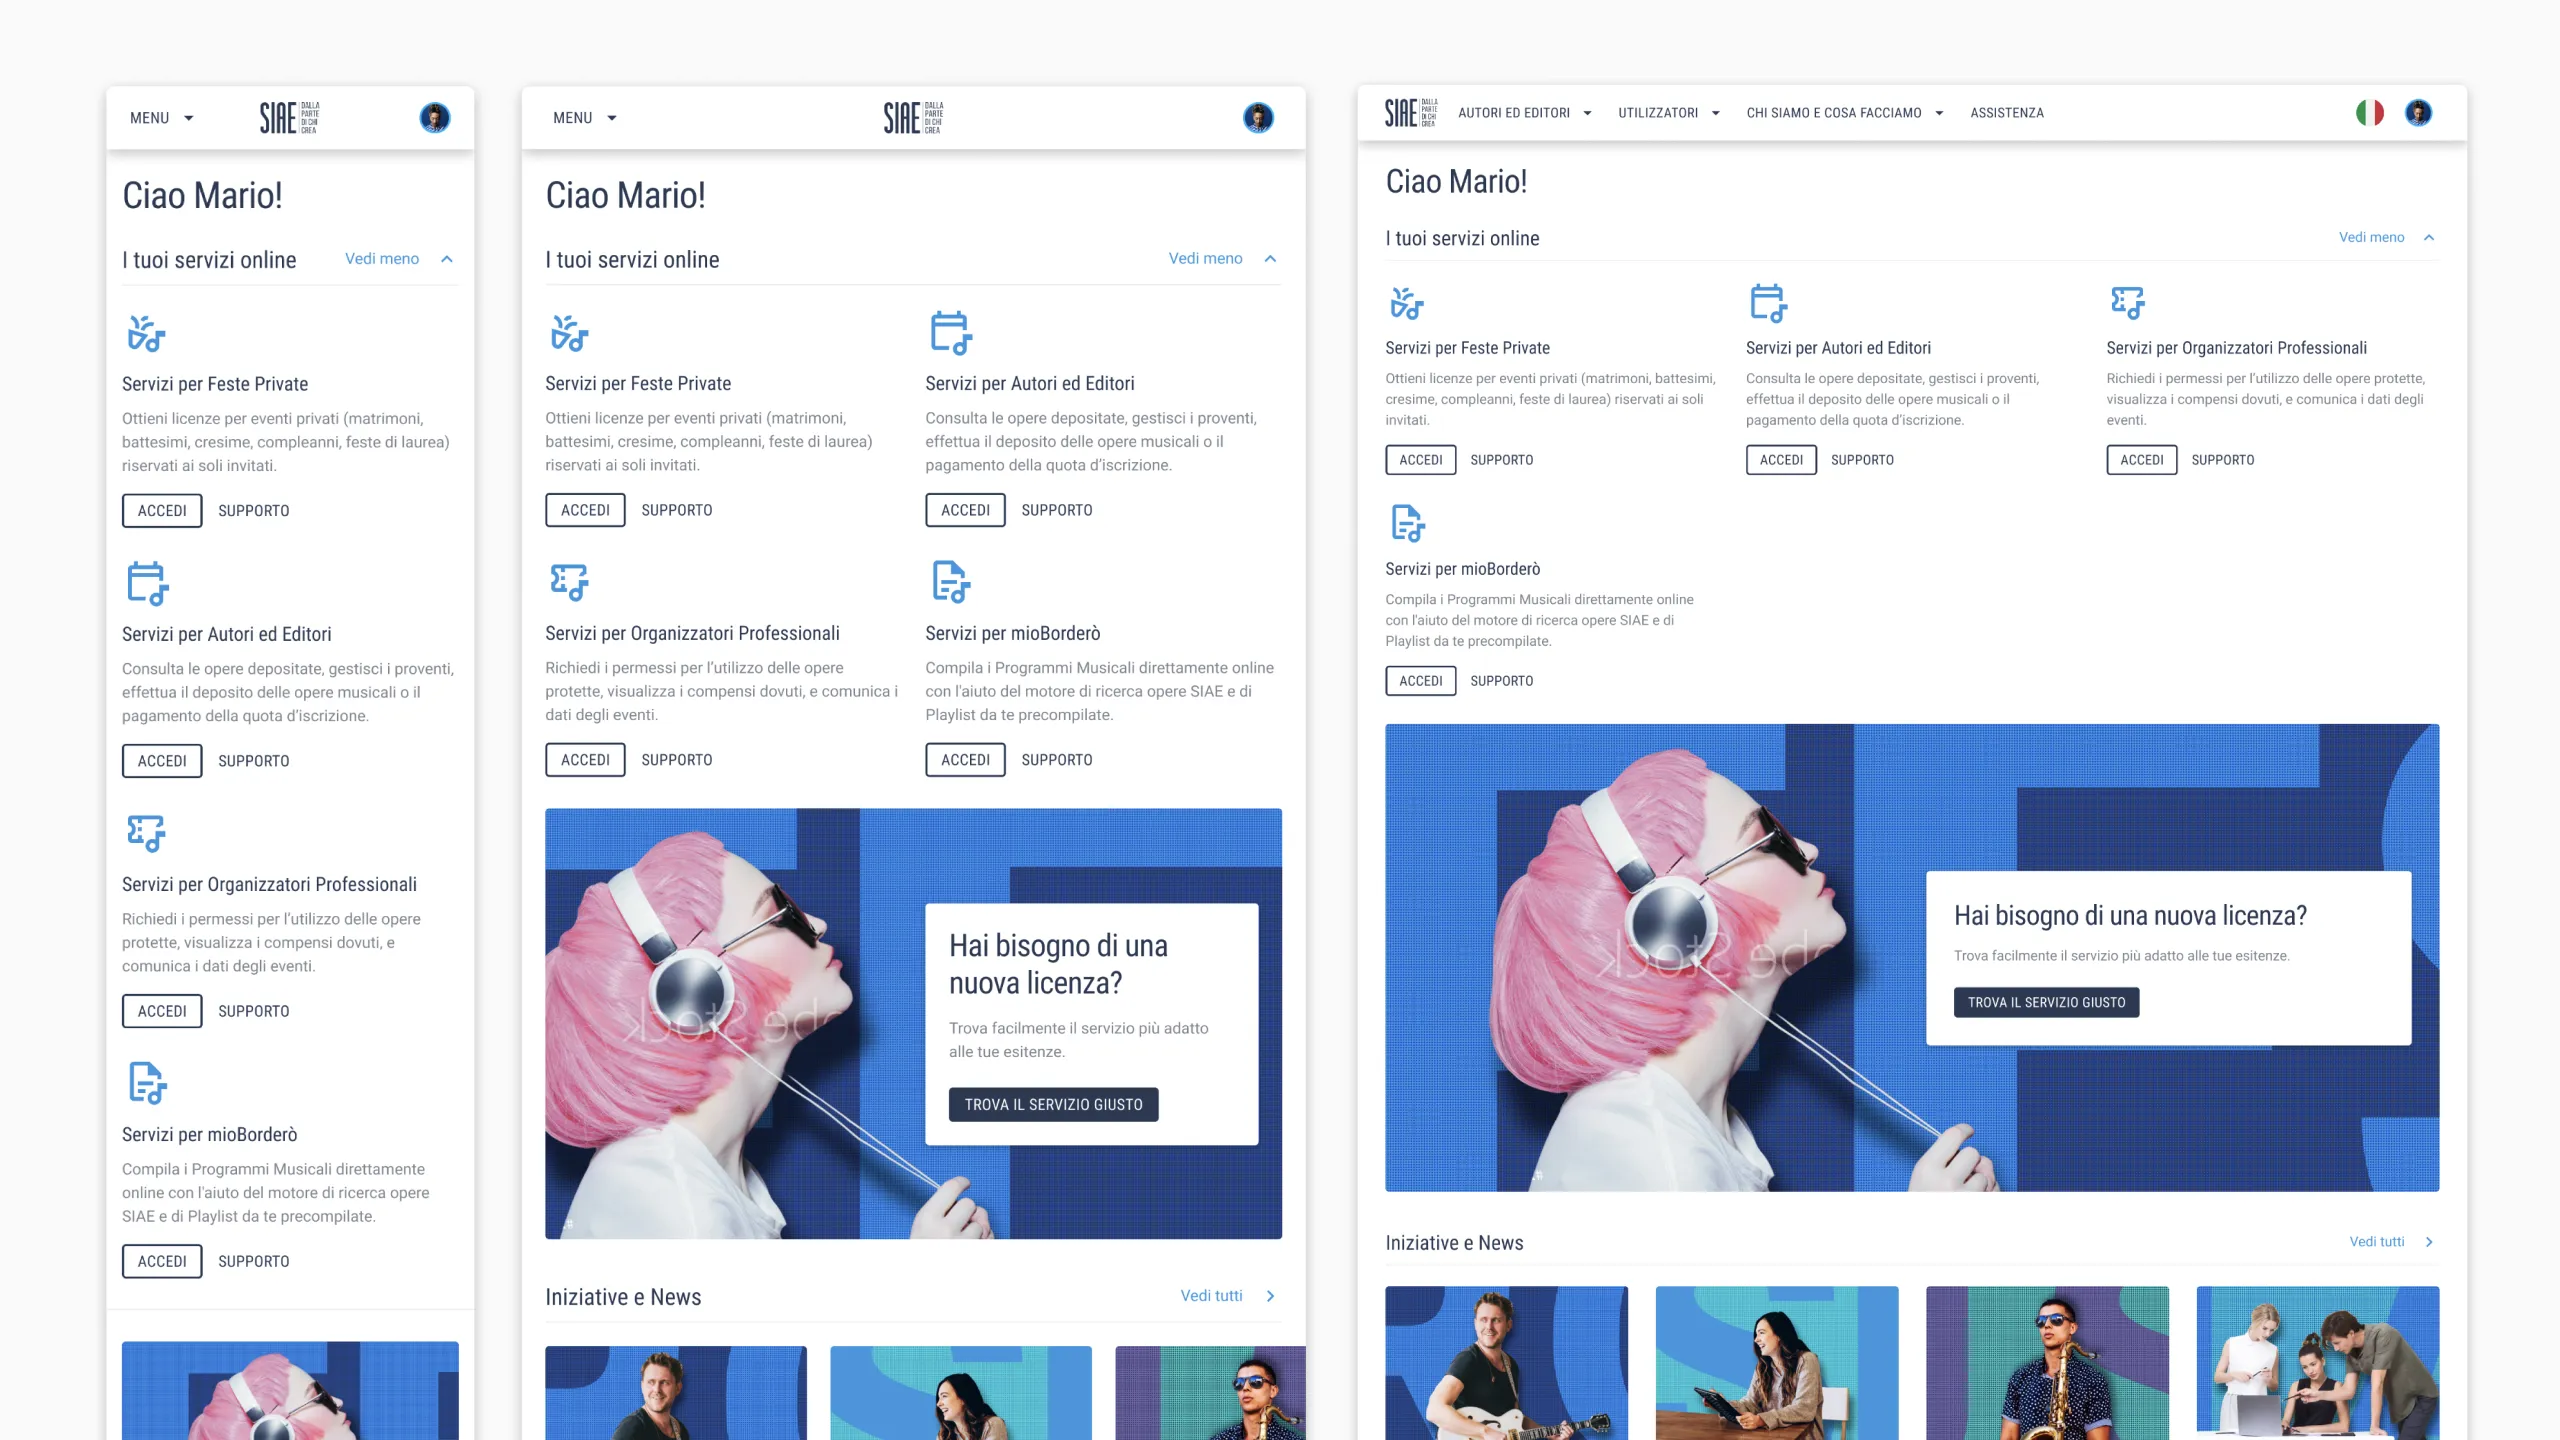 MENU
SIAE DALLA
PARTE
DI CHI
CREA
Ciao Mario!
I tuoi servizi online
Vedi meno
Servizi per Feste Private
Ottieni licenze per eventi privati (matrimoni,
battesimi, cresime, compleanni, feste di laurea)
riservati ai soli invitati.
ACCEDI
SUPPORTO
Servizi per Autori ed Editori
Consulta le opere depositate, gestisci i proventi,
effettua il deposito delle opere musicali o il
pagamento della quota d’iscrizione.
ACCEDI
SUPPORTO
Servizi per Organizzatori Professionali
Richiedi i permessi per l’utilizzo delle opere
protette, visualizza i compensi dovuti, e
comunica i dati degli eventi.
ACCEDI
SUPPORTO
Servizi per mioBorderò
Compila i Programmi Musicali direttamente
online con l'aiuto del motore di ricerca opere
SIAE e di Playlist da te precompilate.
ACCEDI
SUPPORTO
MENU
SIAE DALLA
PARTE
DI CHI
CREA
Ciao Mario!
I tuoi servizi online
Vedi meno
Servizi per Feste Private
Ottieni licenze per eventi privati (matrimoni,
battesimi, cresime, compleanni, feste di laurea)
riservati ai soli invitati.
ACCEDI
SUPPORTO
Servizi per Autori ed Editori
Consulta le opere depositate, gestisci i proventi,
effettua il deposito delle opere musicali o il
pagamento della quota d’iscrizione.
ACCEDI
SUPPORTO
Servizi per Organizzatori Professionali
Richiedi i permessi per l’utilizzo delle opere
protette, visualizza i compensi dovuti, e comunica i
dati degli eventi.
ACCEDI
SUPPORTO
Servizi per mioBorderò
Compila i Programmi Musicali direttamente online
con l'aiuto del motore di ricerca opere SIAE e di
Playlist da te precompilate.
ACCEDI
SUPPORTO
Hai bisogno di una
nuova licenza?
Trova facilmente il servizio più adatto
alle tue esitenze.
TROVA IL SERVIZIO GIUSTO
Iniziative e News
Vedi tutti
SIAE DALLA
PARTE
DI CHI
CREA
AUTORI ED EDITORI
UTILIZZATORI
CHI SIAMO E COSA FACCIAMO
ASSISTENZA
Ciao Mario!
I tuoi servizi online
Vedi meno
Servizi per Feste Private
Ottieni licenze per eventi privati (matrimoni, battesimi,
cresime, compleanni, feste di laurea) riservati ai soli
invitati.
ACCEDI
SUPPORTO
Servizi per Autori ed Editori
Consulta le opere depositate, gestisci i proventi,
effettua il deposito delle opere musicali o il
pagamento della quota d’iscrizione.
ACCEDI
SUPPORTO
Servizi per Organizzatori Professionali
Richiedi i permessi per l’utilizzo delle opere protette,
visualizza i compensi dovuti, e comunica i dati degli
eventi.
ACCEDI
SUPPORTO
Servizi per mioBorderò
Compila i Programmi Musicali direttamente online
con l'aiuto del motore di ricerca opere SIAE e di
Playlist da te precompilate.
ACCEDI
SUPPORTO
Hai bisogno di una nuova licenza?
Trova facilmente il servizio più adatto alle tue esitenze.
TROVA IL SERVIZIO GIUSTO
Iniziative e News
Vedi tutti